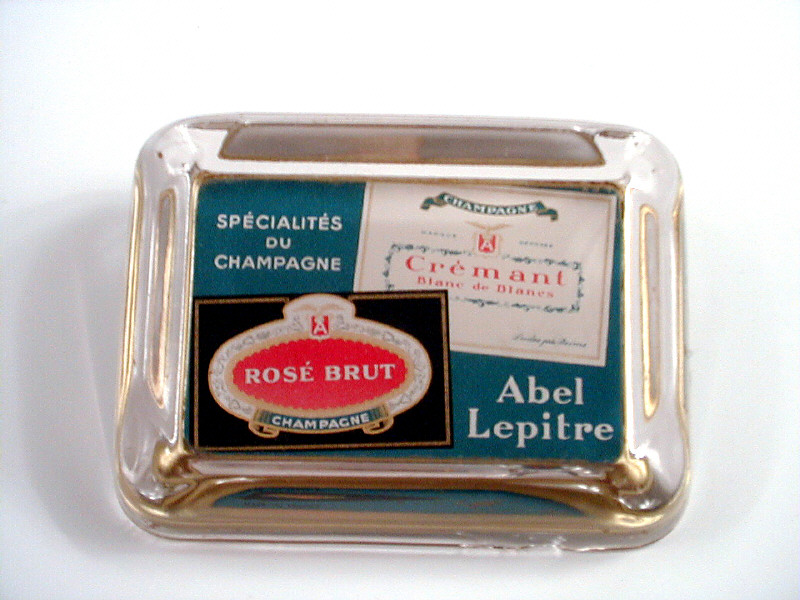 SPÉCIALITÉS
DU
CHAMPAGNE
CHAMPAGNE
A
Crémant
Blanc de Blancs
A
ROSÉ BRUT
CHAMPAGNE
Abel
Lepitre